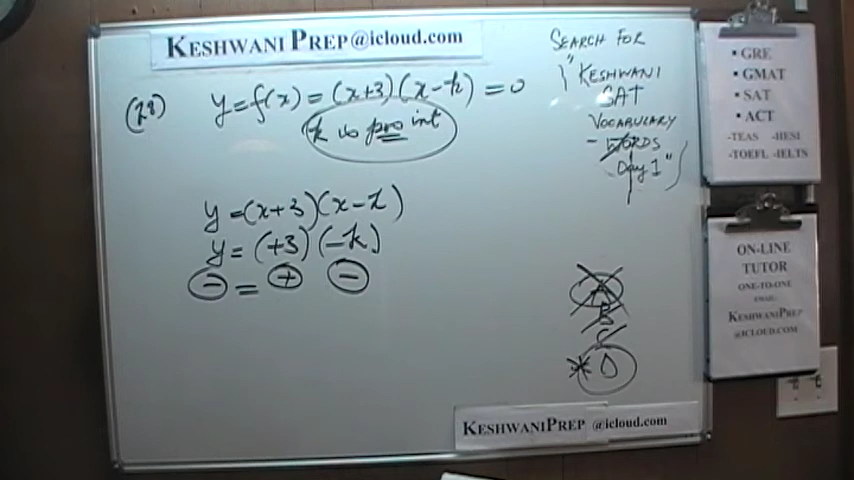 KESHWANI PREP@icloud.com
(28) y=f(x) = (x+3)(x-k) = 0
k is pro int
y=(x+3)(x-k)
y= (+3)(-k)
- = + -
SEARCH FOR
"KESHWANI
SAT
VOCABULARY
- WORDS
Day 1"
A
B
C
* D
• GRE
• GMAT
• SAT
• ACT
-TEAS -HESI
-TOEFL -IELTS
ON-LINE
TUTOR
ONE-TO-ONE
EMAIL:
KESHWANIPREP
@ICLOUD.COM
KESHWANIPREP @icloud.com